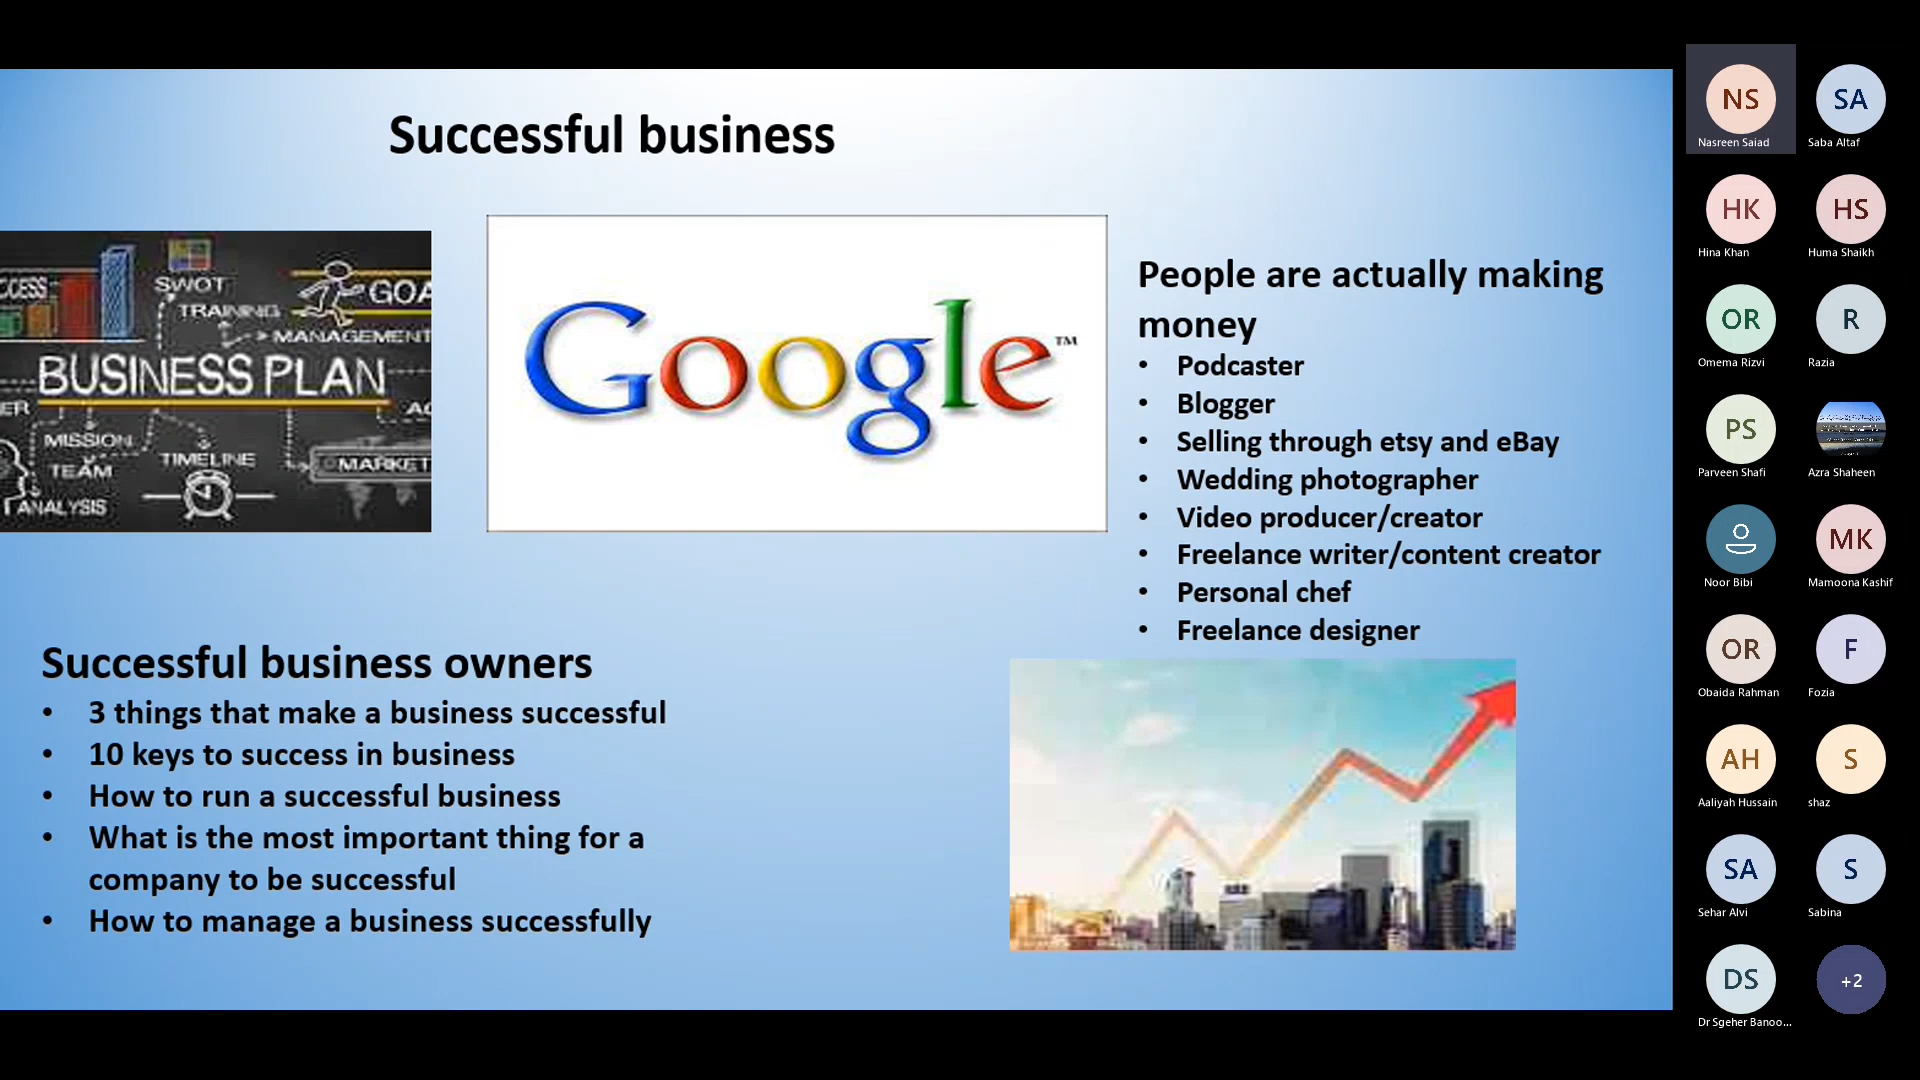 Successful business
CCESS
SWOT
TRAINING
GOA
MANAGEMENT
BUSINESS PLAN
ER
AC
MISSION
TEAM
TIMELINE
MARKET
ANALYSIS
Google™
People are actually making
money
• Podcaster
• Blogger
• Selling through etsy and eBay
• Wedding photographer
• Video producer/creator
• Freelance writer/content creator
• Personal chef
• Freelance designer
Successful business owners
• 3 things that make a business successful
• 10 keys to success in business
• How to run a successful business
• What is the most important thing for a
company to be successful
• How to manage a business successfully
NS
SA
Nasreen Saiad
Saba Altaf
HK
HS
Hina Khan
Huma Shaikh
OR
R
Omema Rizvi
Razia
PS
Parveen Shafi
Azra Shaheen
MK
Noor Bibi
Mamoona Kashif
OR
F
Obaida Rahman
Fozia
AH
S
Aaliyah Hussain
shaz
SA
S
Sehar Alvi
Sabina
DS
+2
Dr Sgeher Banoo...